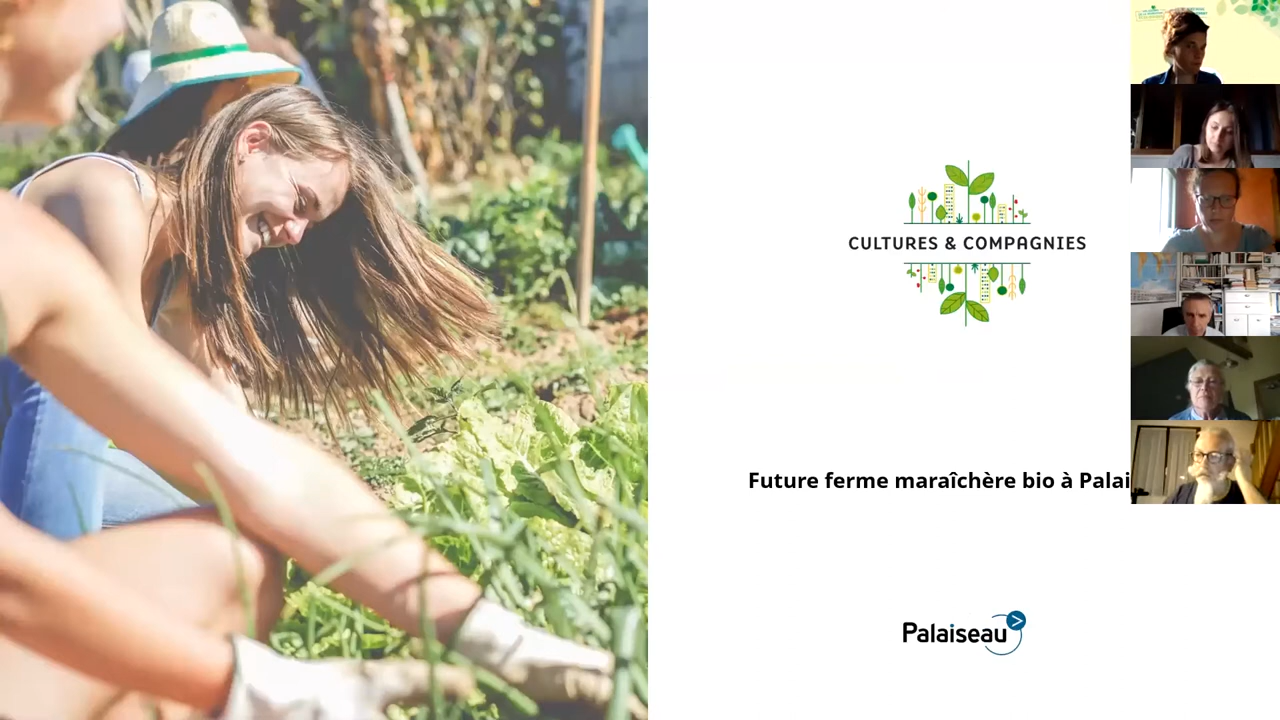 CULTURES & COMPAGNIES
Future ferme maraîchère bio à Palai
Palaiseau